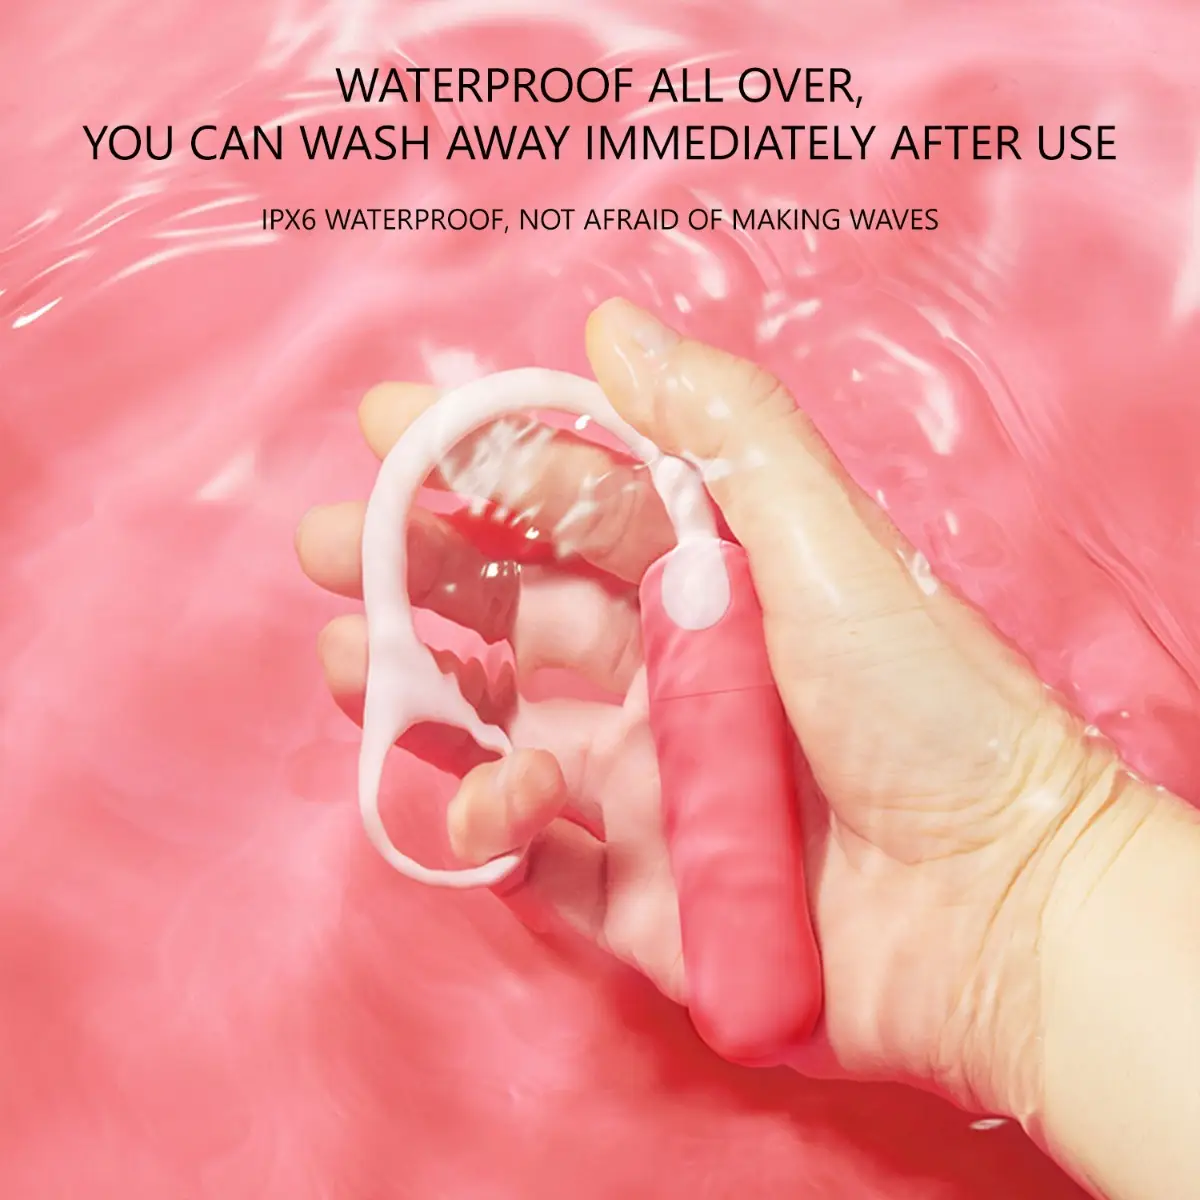 WATERPROOF ALL OVER,
YOU CAN WASH AWAY IMMEDIATELY AFTER USE
IPX6 WATERPROOF, NOT AFRAID OF MAKING WAVES